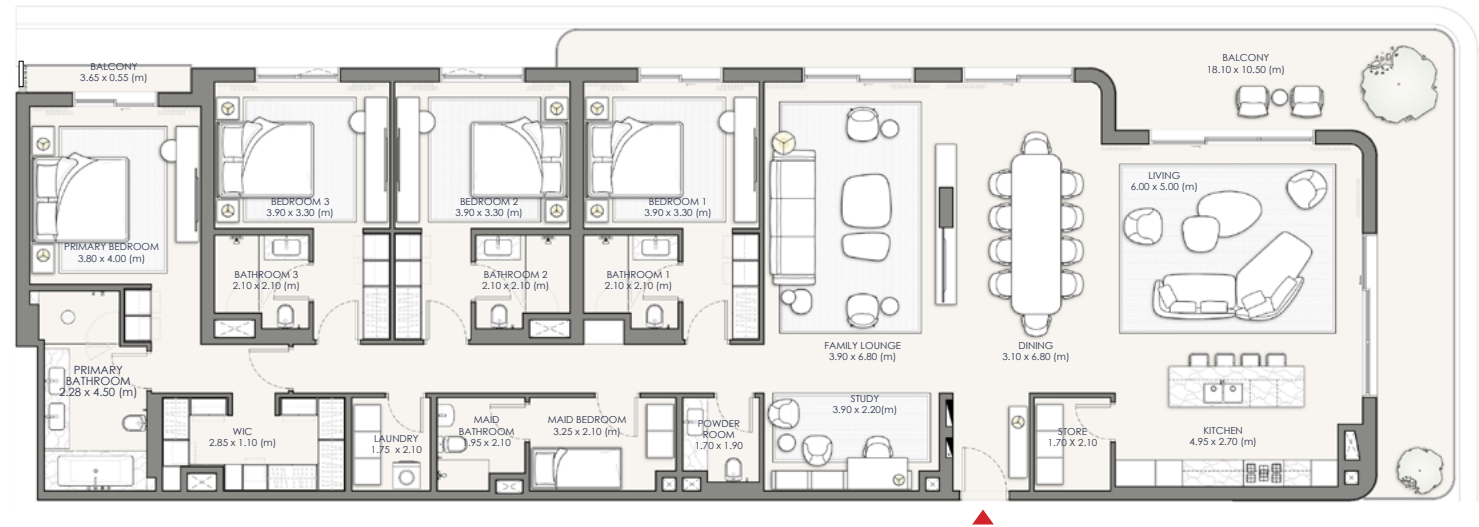 BALCONY
3.65 x 0.55 (m)
BALCONY
18.10 x 10.50 (m)
PRIMARY BEDROOM
3.80 x 4.00 (m)
BEDROOM 3
3.90 x 3.30 (m)
BEDROOM 2
3.90 x 3.30 (m)
BEDROOM 1
3.90 x 3.30 (m)
LIVING
6.00 x 5.00 (m)
BATHROOM 3
2.10 x 2.10 (m)
BATHROOM 2
2.10 x 2.10 (m)
BATHROOM 1
2.10 x 2.10 (m)
FAMILY LOUNGE
3.90 x 6.80 (m)
DINING
3.10 x 6.80 (m)
PRIMARY
BATHROOM
2.28 x 4.50 (m)
WIC
2.85 x 1.10 (m)
LAUNDRY
1.75 x 2.10
MAID
BATHROOM
1.95 x 2.10
MAID BEDROOM
3.25 x 2.10 (m)
POWDER
ROOM
1.70 x 1.90
STUDY
3.90 x 2.20(m)
STORE
1.70 X 2.10
KITCHEN
4.95 x 2.70 (m)